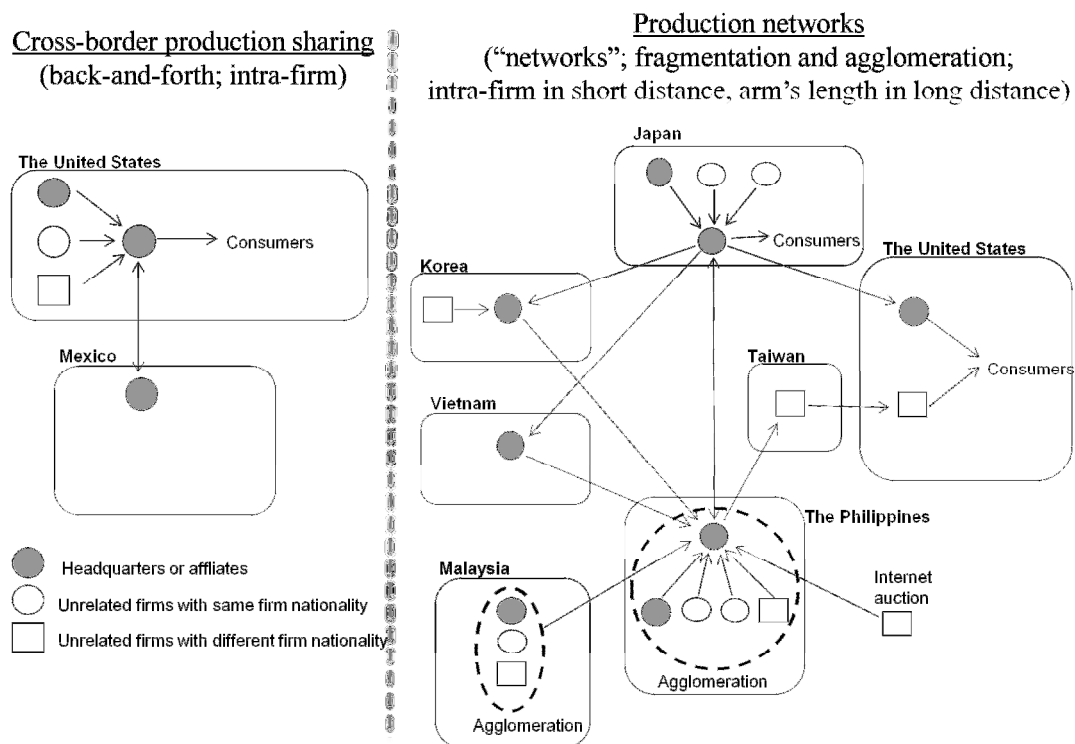 Cross-border production sharing
(back-and-forth; intra-firm)
The United States
Consumers
Mexico
Headquarters or affliates
Unrelated firms with same firm nationality
Unrelated firms with different firm nationality
Production networks
(“networks”; fragmentation and agglomeration;
intra-firm in short distance, arm’s length in long distance)
Japan
Consumers
Korea
The United States
Consumers
Taiwan
Vietnam
The Philippines
Agglomeration
Malaysia
Agglomeration
Internet
auction